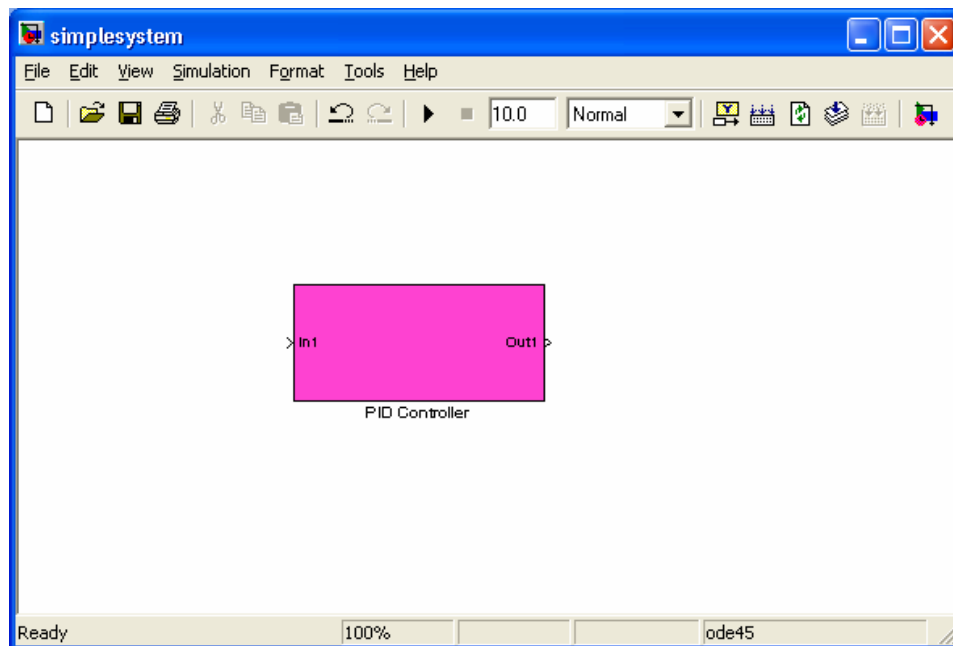 simplesystem
File Edit View Simulation Format Tools Help
10.0 Normal
In1 Out1
PID Controller
Ready 100% ode45